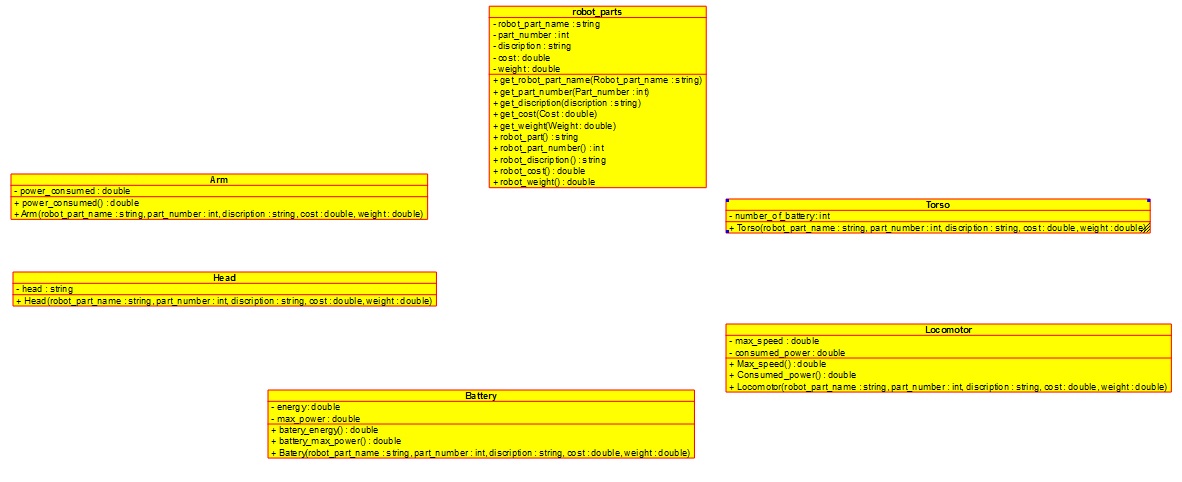 robot_parts
- robot_part_name : string
- part_number : int
- discription : string
- cost : double
- weight : double
+ get_robot_part_name(Robot_part_name : string)
+ get_part_number(Part_number : int)
+ get_discription(discription : string)
+ get_cost(Cost : double)
+ get_weight(Weight : double)
+ robot_part() : string
+ robot_part_number() : int
+ robot_discription() : string
+ robot_cost() : double
+ robot_weight() : double
Arm
- power_consumed : double
+ power_consumed() : double
+ Arm(robot_part_name : string, part_number : int, discription : string, cost : double, weight : double)
Torso
- number_of_battery : int
+ Torso(robot_part_name : string, part_number : int, discription : string, cost : double, weight : double)
Head
- head : string
+ Head(robot_part_name : string, part_number : int, discription : string, cost : double, weight : double)
Locomotor
- max_speed : double
- consumed_power : double
+ Max_speed() : double
+ Consumed_power() : double
+ Locomotor(robot_part_name : string, part_number : int, discription : string, cost : double, weight : double)
Battery
- energy : double
- max_power : double
+ batery_energy() : double
+ battery_max_power() : double
+ Batery(robot_part_name : string, part_number : int, discription : string, cost : double, weight : double)